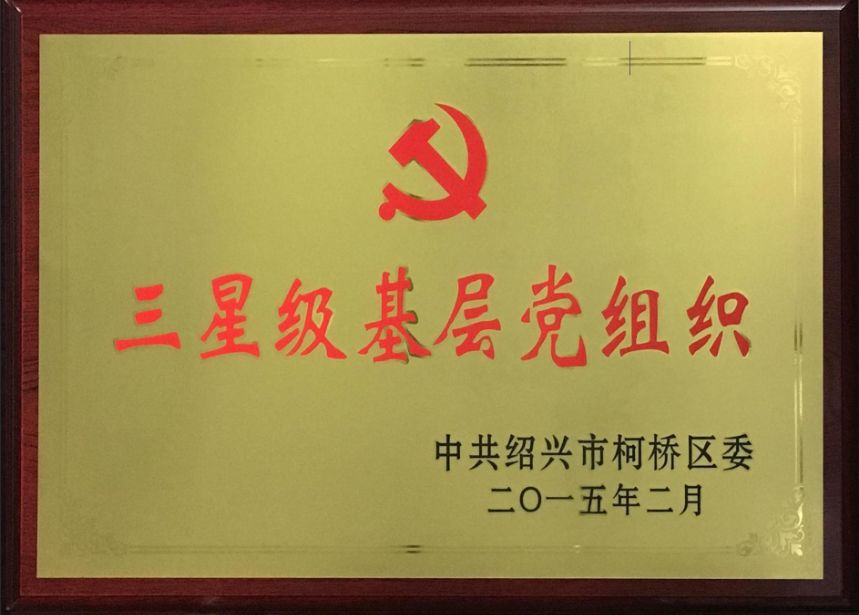 三星级基层党组织
中共绍兴市柯桥区委
二〇一五年二月